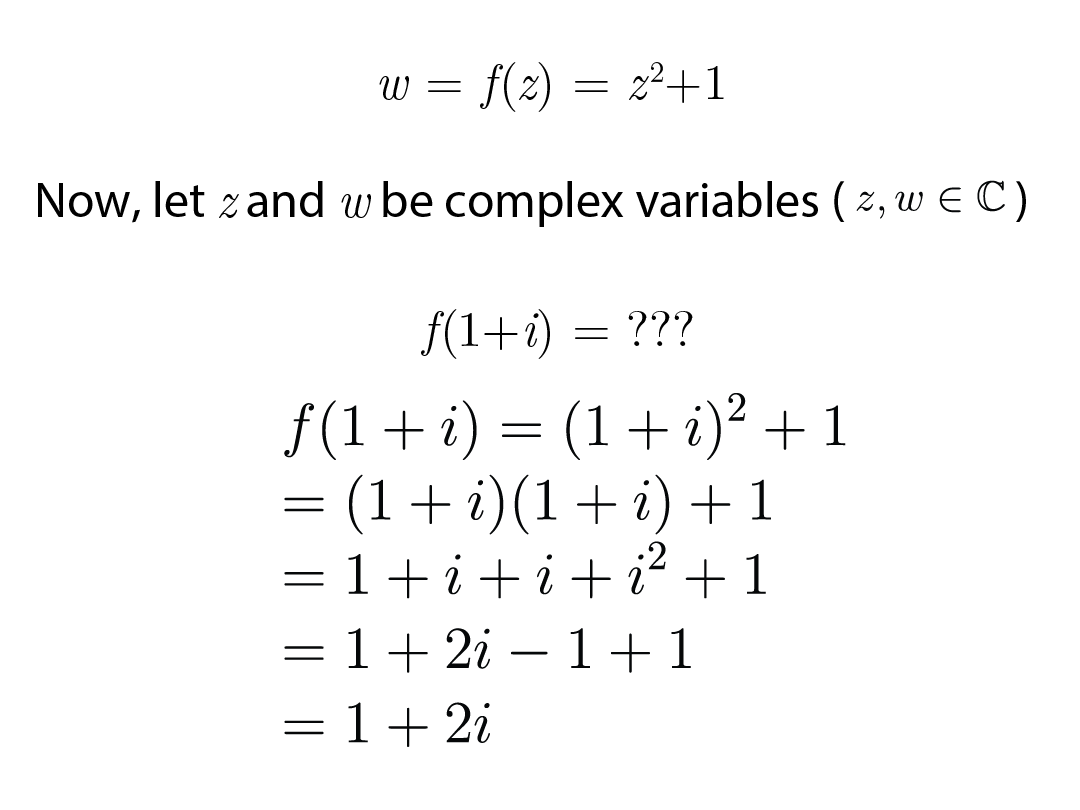 w = f(z) = z²+1
Now, let z and w be complex variables ( z, w ∈ ℂ )
f(1+i) = ???
f(1 + i) = (1 + i)² + 1
= (1 + i)(1 + i) + 1
= 1 + i + i + i² + 1
= 1 + 2i − 1 + 1
= 1 + 2i